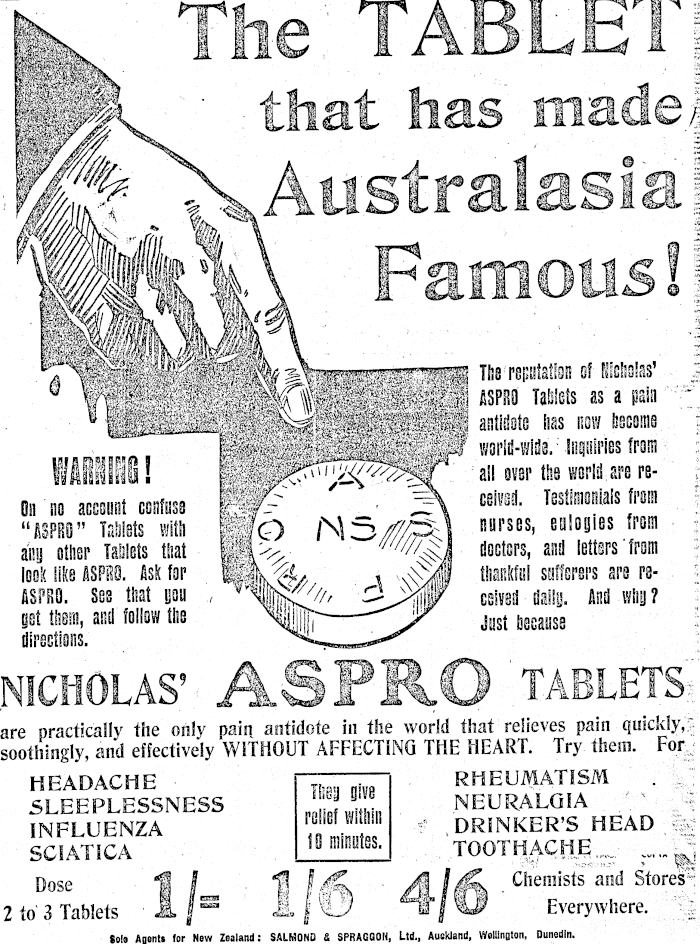 The TABLET
that has made
Australasia
Famous!
The reputation of Nicholas'
ASPRO Tablets as a pain
antidote has now become
world-wide. Inquiries from
all over the world are re-
ceived. Testimonials from
nurses, eulogies from
doctors, and letters from
thankful sufferers are re-
ceived daily. And why?
Just because
WARNING!
On no account confuse
"ASPRO" Tablets with
any other Tablets that
look like ASPRO. Ask for
ASPRO. See that you
get them, and follow the
directions.
ASPRO
NS
NICHOLAS' ASPRO TABLETS
are practically the only pain antidote in the world that relieves pain quickly,
soothingly, and effectively WITHOUT AFFECTING THE HEART. Try them. For
HEADACHE
SLEEPLESSNESS
INFLUENZA
SCIATICA
They give
relief within
10 minutes.
RHEUMATISM
NEURALGIA
DRINKER'S HEAD
TOOTHACHE
Dose
2 to 3 Tablets
1/= 1/6 4/6
Chemists and Stores
Everywhere.
Sole Agents for New Zealand: SALMOND & SPRAGGON, Ltd., Auckland, Wellington, Dunedin.